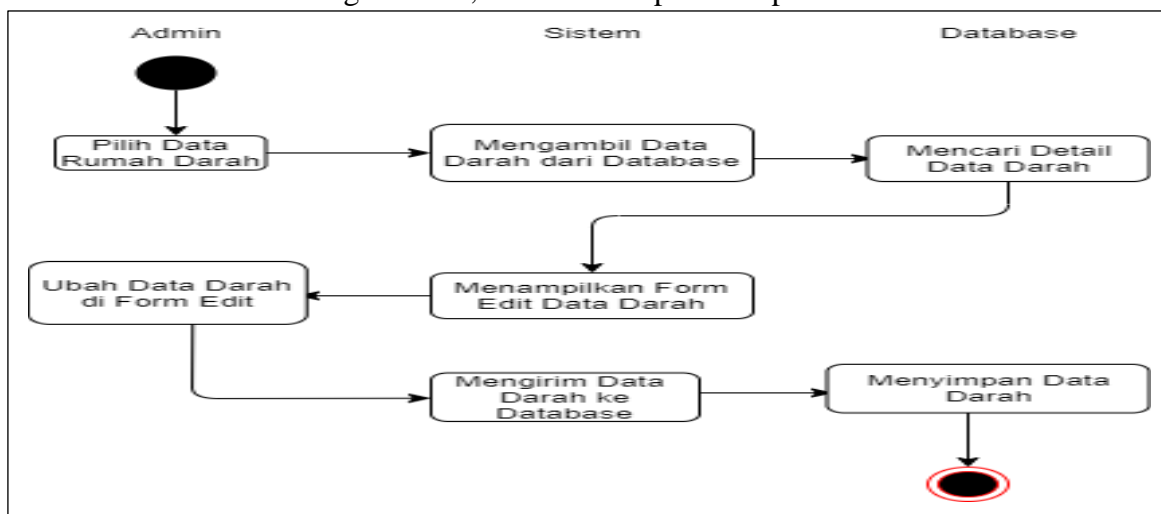 Admin
Sistem
Database
Pilih Data
Rumah Darah
Mengambil Data
Darah dari Database
Mencari Detail
Data Darah
Ubah Data Darah
di Form Edit
Menampilkan Form
Edit Data Darah
Mengirim Data
Darah ke
Database
Menyimpan Data
Darah